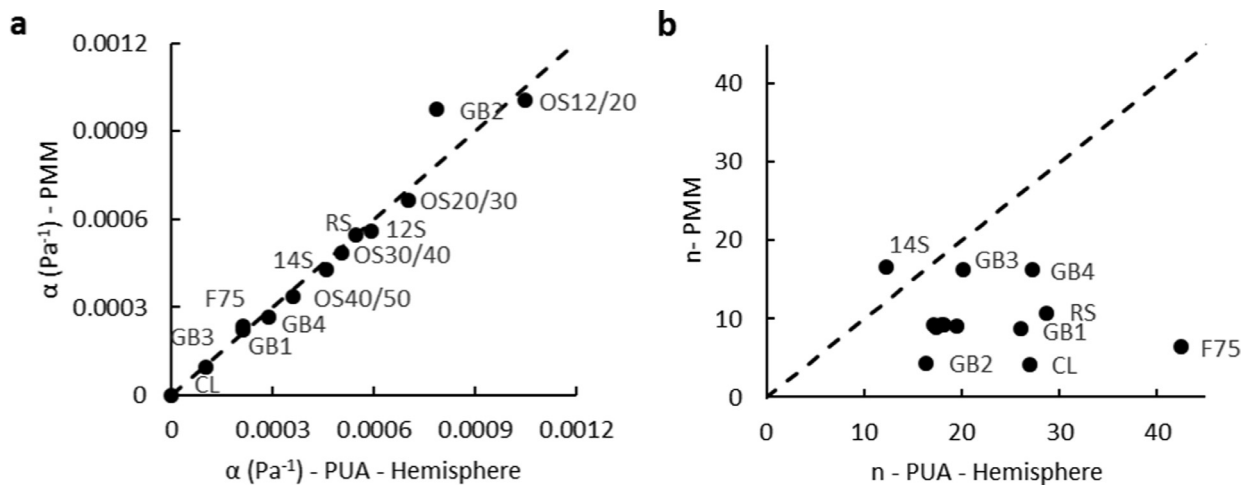 a
α (Pa⁻¹) - PMM
0.0012
0.0009
0.0006
0.0003
0
GB2
OS12/20
OS20/30
RS
12S
14S
OS30/40
F75
OS40/50
GB3
GB4
GB1
CL
0
0.0003
0.0006
0.0009
0.0012
α (Pa⁻¹) - PUA - Hemisphere
b
n- PMM
40
30
20
10
0
14S
GB3
GB4
RS
GB1
F75
GB2
CL
0
10
20
30
40
n - PUA - Hemisphere